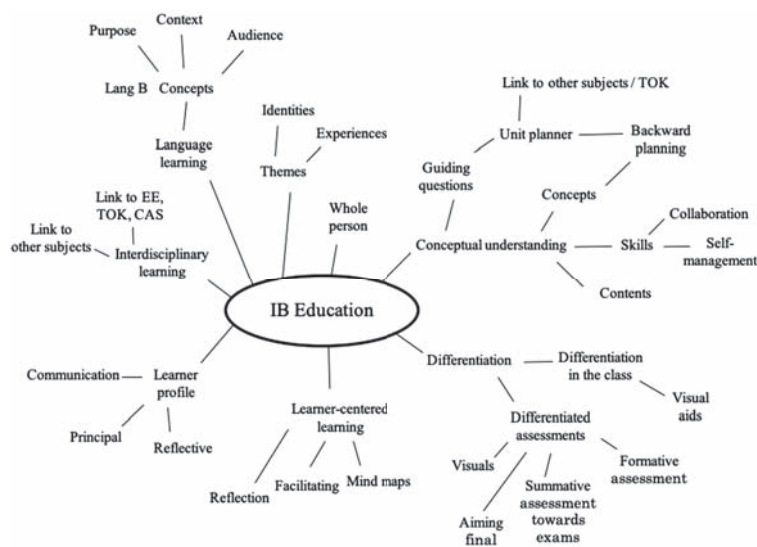 Context
Purpose
Audience
Lang B Concepts
Language
learning
Identities
Experiences
Themes
Whole
person
Link to other subjects / TOK
Unit planner
Backward
planning
Guiding
questions
Concepts
Collaboration
Conceptual understanding
Skills
Self-
management
Contents
Link to EE,
TOK, CAS
Link to
other subjects
Interdisciplinary
learning
IB Education
Communication
Learner
profile
Principal
Reflective
Learner-centered
learning
Reflection
Facilitating
Mind maps
Differentiation
Differentiation
in the class
Visual
aids
Differentiated
assessments
Visuals
Aiming
final
Summative
assessment
towards
exams
Formative
assessment